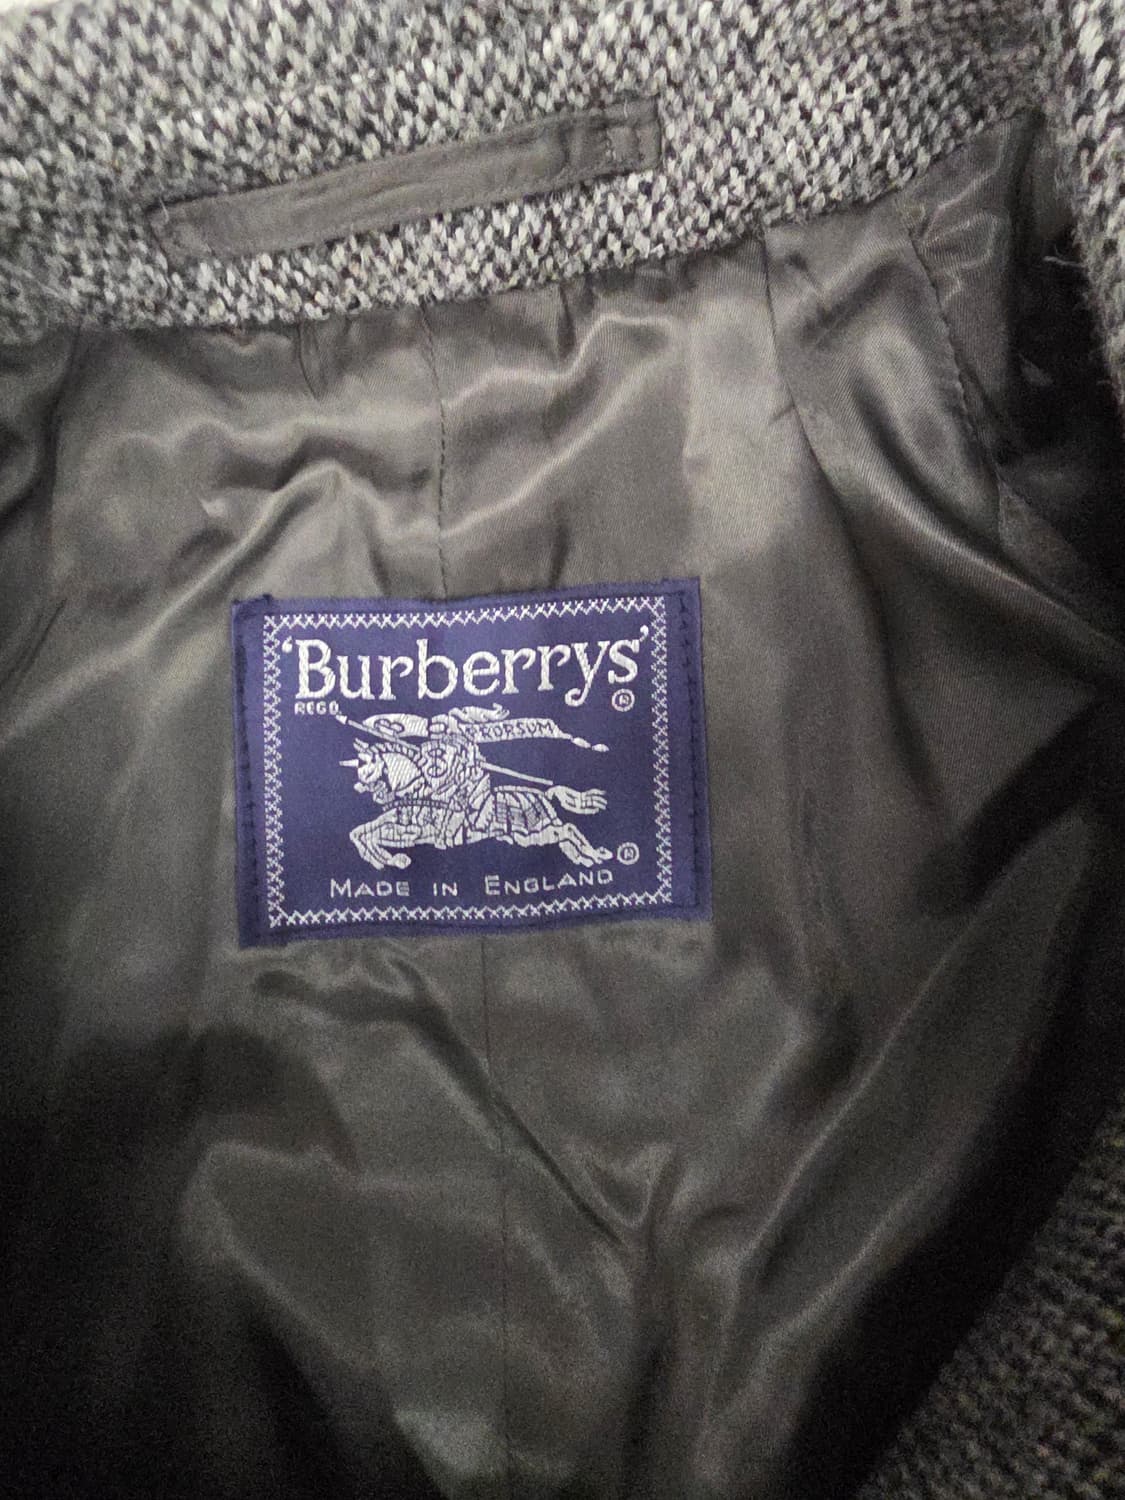 'Burberrys'
REGD. ®
PRORSUM
®
MADE IN ENGLAND